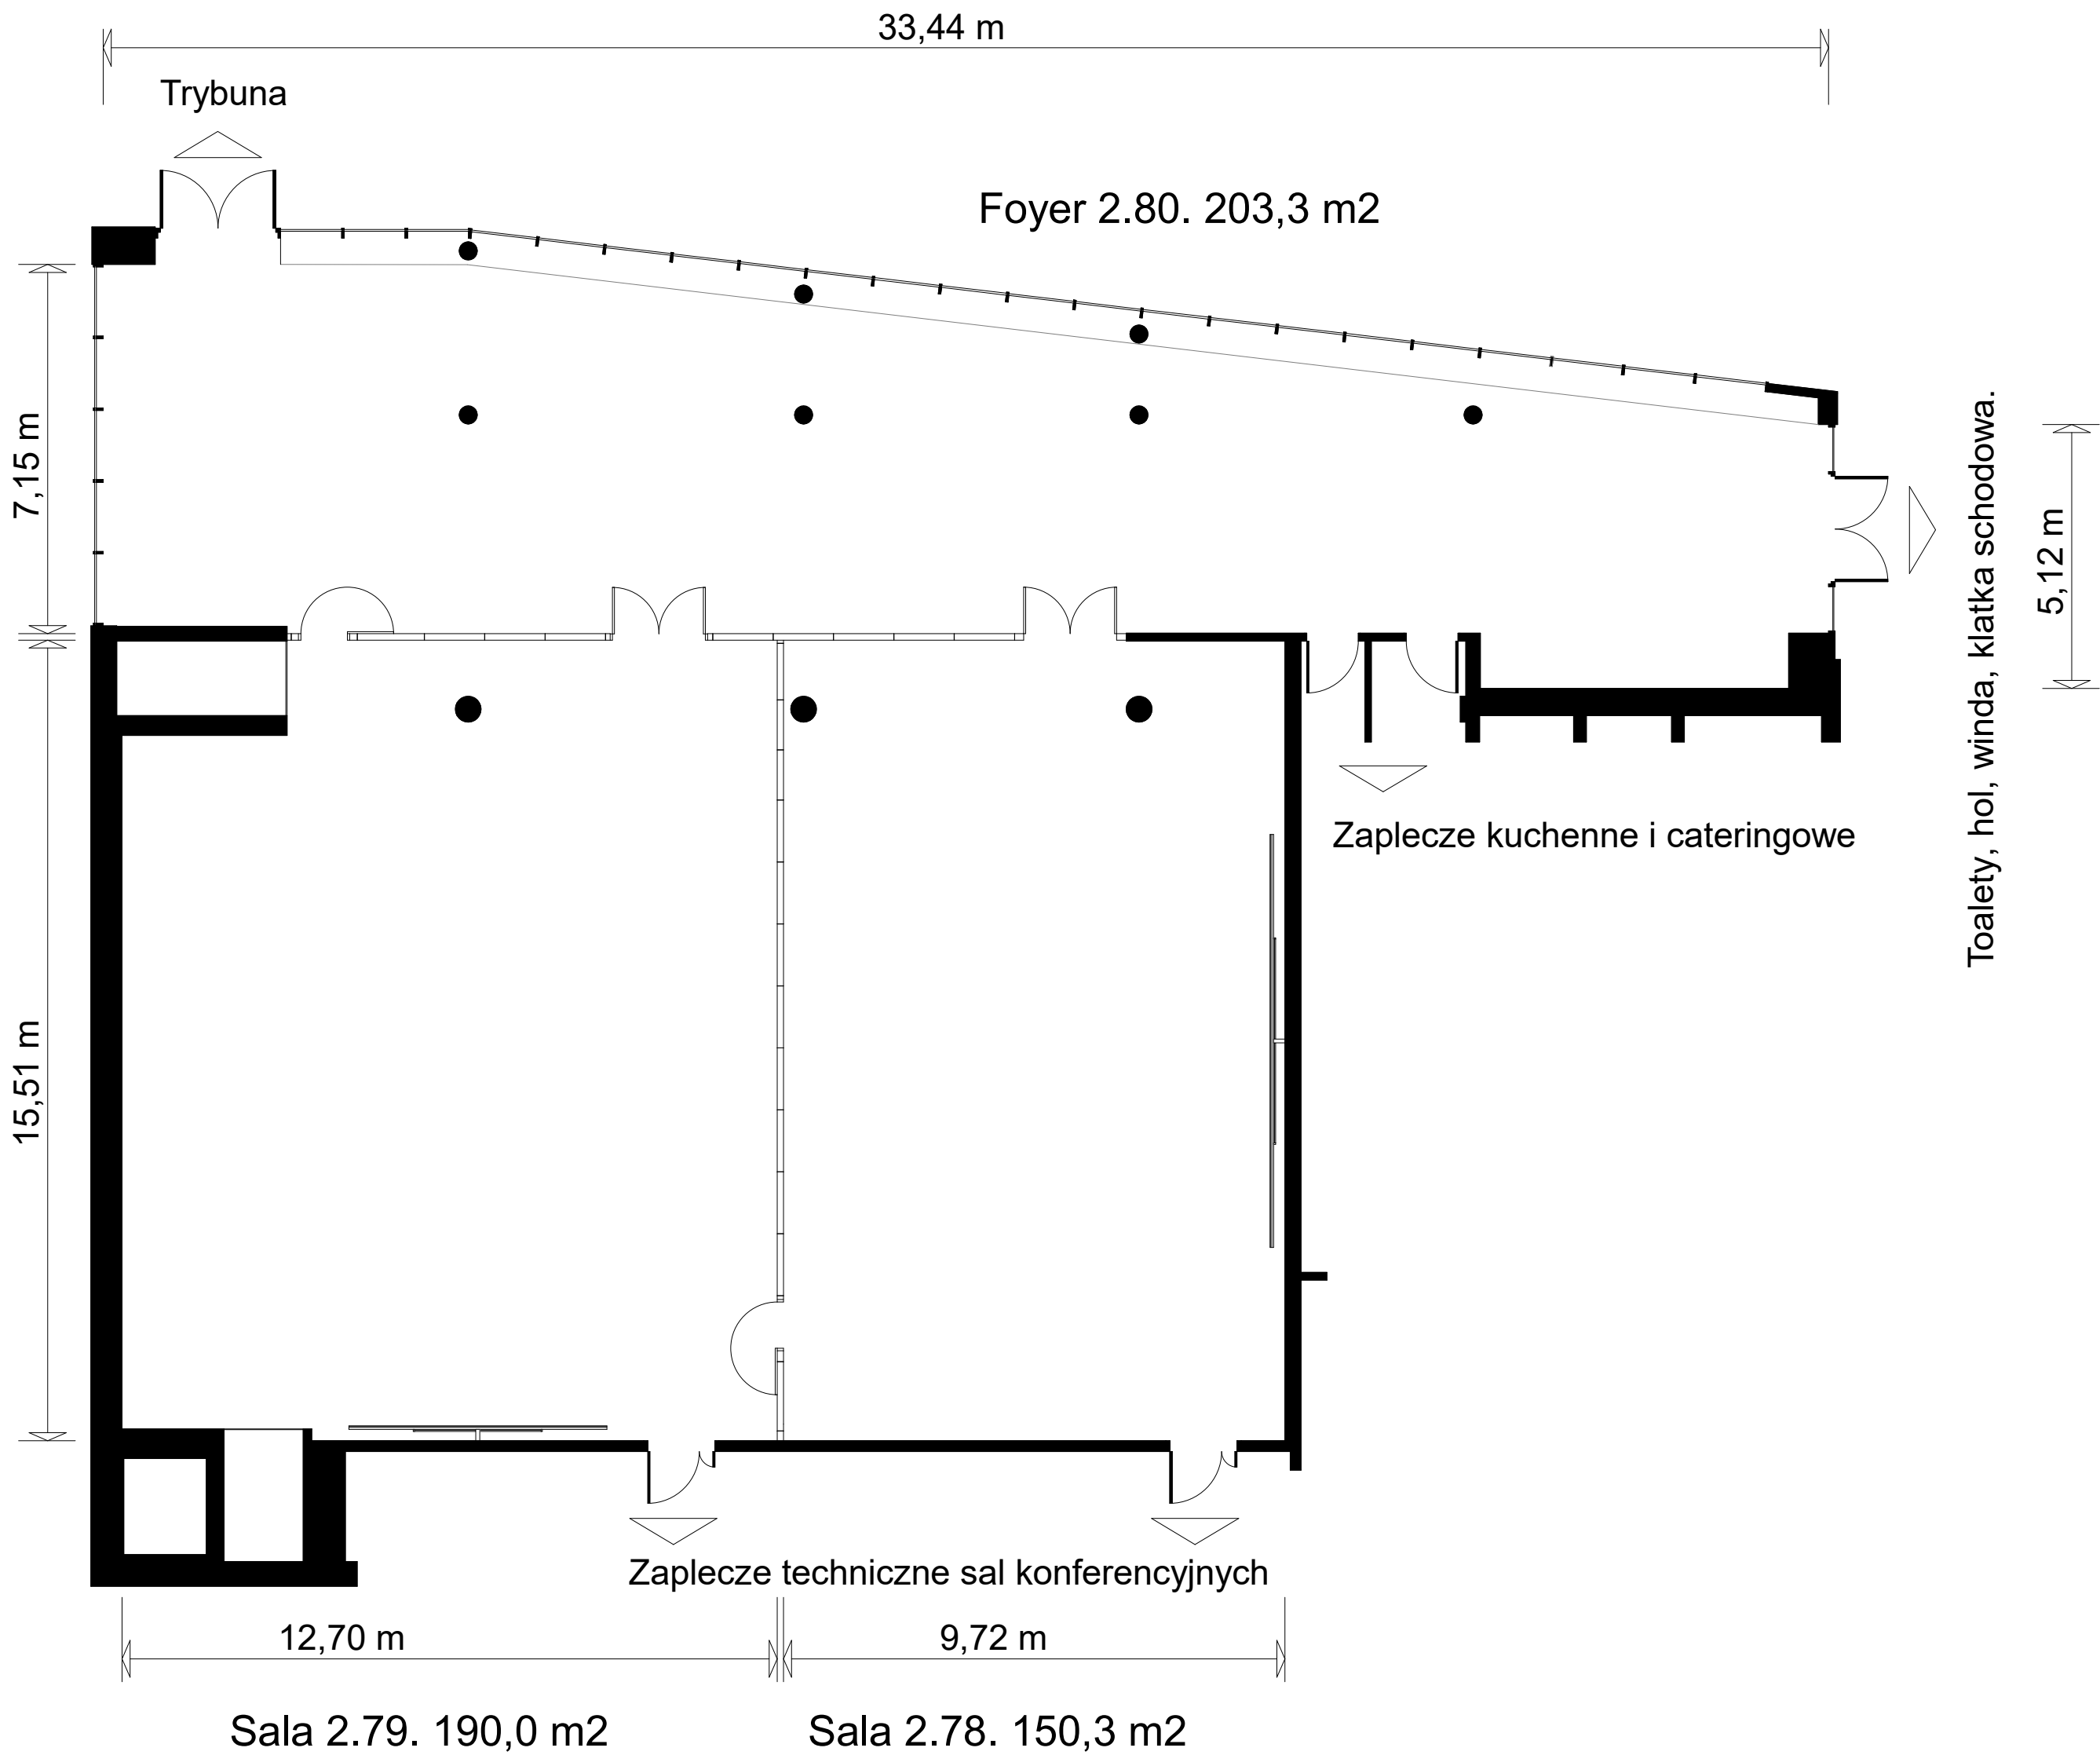 33,44 m
Trybuna
Foyer 2.80. 203,3 m2
7,15 m
5,12 m
Toalety, hol, winda, klatka schodowa.
Zaplecze kuchenne i cateringowe
15,51 m
Zaplecze techniczne sal konferencyjnych
12,70 m
9,72 m
Sala 2.79. 190,0 m2
Sala 2.78. 150,3 m2